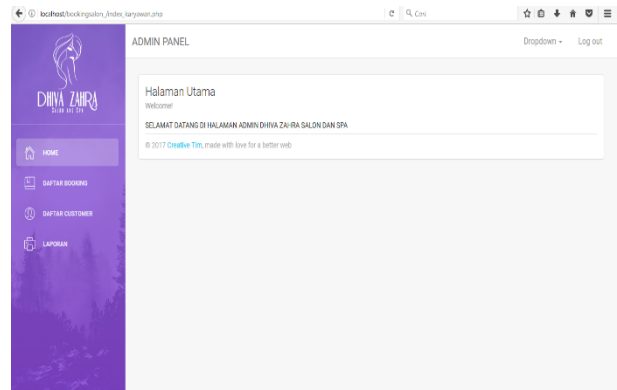 localhost/bookingsalon_/index_karyawan.php
Cari
DHIVA ZAHRA
SALON AND SPA
HOME
DAFTAR BOOKING
DAFTAR CUSTOMER
LAPORAN
ADMIN PANEL
Dropdown
Log out
Halaman Utama
Welcome!
SELAMAT DATANG DI HALAMAN ADMIN DHIVA ZAHRA SALON DAN SPA
© 2017 Creative Tim, made with love for a better web